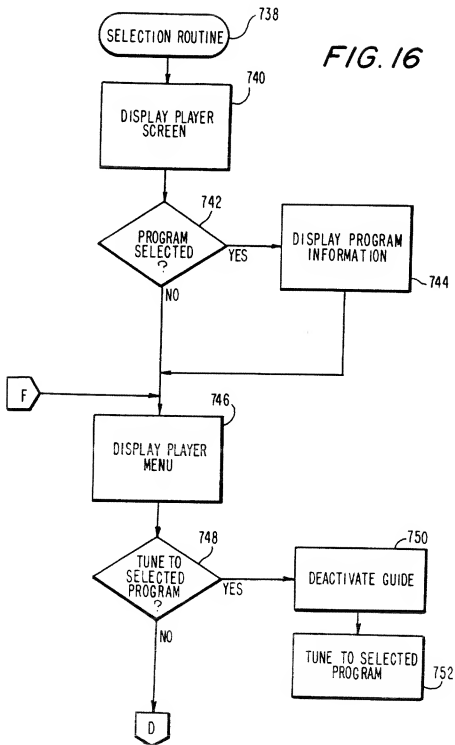 SELECTION ROUTINE
738
FIG. 16
740
DISPLAY PLAYER
SCREEN
742
PROGRAM
SELECTED
?
YES
NO
DISPLAY PROGRAM
INFORMATION
744
F
746
DISPLAY PLAYER
MENU
748
TUNE TO
SELECTED
PROGRAM
?
YES
NO
750
DEACTIVATE GUIDE
TUNE TO SELECTED
PROGRAM
752
D